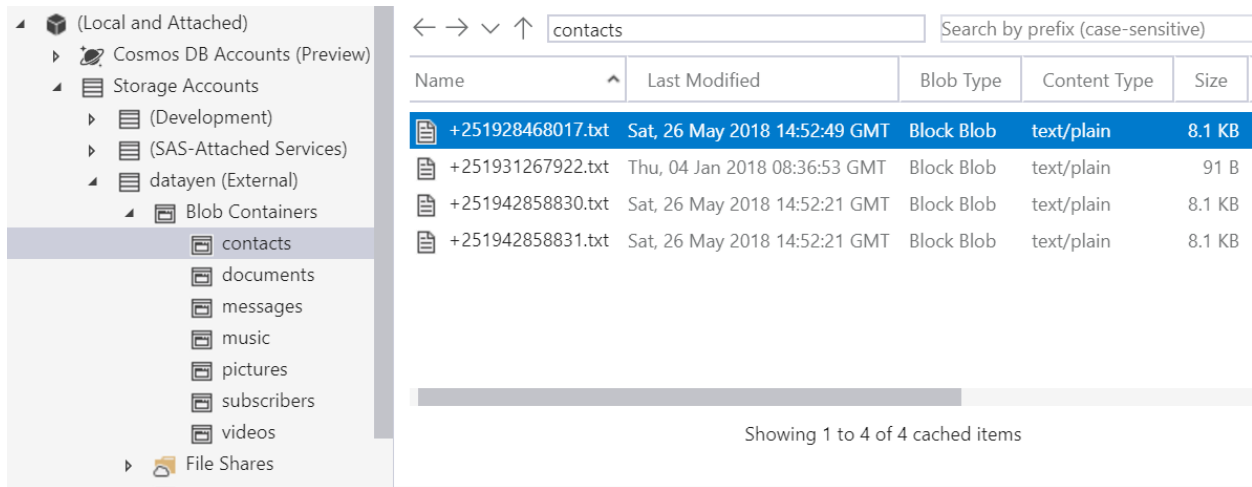 (Local and Attached)
Cosmos DB Accounts (Preview)
Storage Accounts
(Development)
(SAS-Attached Services)
datayen (External)
Blob Containers
contacts
documents
messages
music
pictures
subscribers
videos
File Shares
contacts
Search by prefix (case-sensitive)
Name Last Modified Blob Type Content Type Size
+251928468017.txt Sat, 26 May 2018 14:52:49 GMT Block Blob text/plain 8.1 KB
+251931267922.txt Thu, 04 Jan 2018 08:36:53 GMT Block Blob text/plain 91 B
+251942858830.txt Sat, 26 May 2018 14:52:21 GMT Block Blob text/plain 8.1 KB
+251942858831.txt Sat, 26 May 2018 14:52:21 GMT Block Blob text/plain 8.1 KB
Showing 1 to 4 of 4 cached items